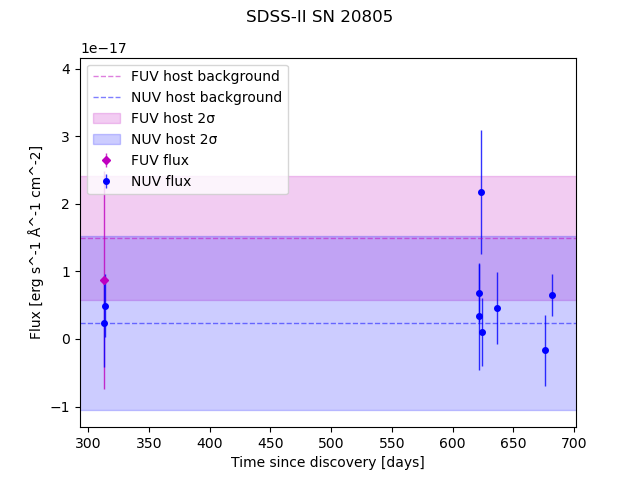 SDSS-II SN 20805
1e−17
FUV host background
NUV host background
FUV host 2σ
NUV host 2σ
FUV flux
NUV flux
4
3
2
1
0
−1
Flux [erg s^-1 Å^-1 cm^-2]
300 350 400 450 500 550 600 650 700
Time since discovery [days]